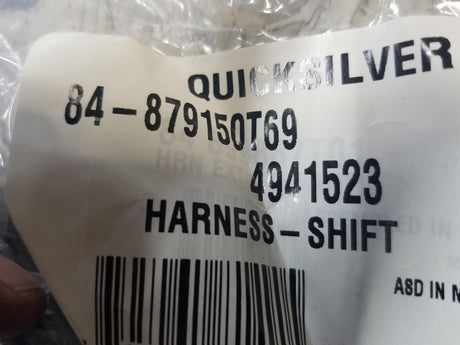 QUICKSILVER
84-879150T69
4941523
HARNESS-SHIFT
ASD IN